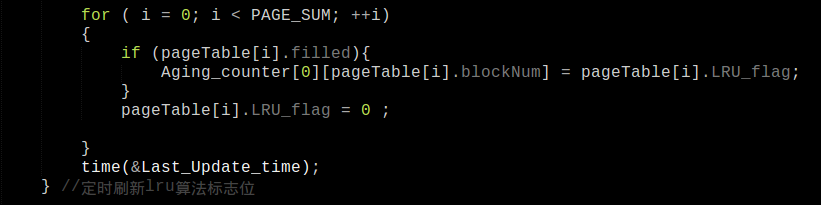 for ( i = 0; i < PAGE_SUM; ++i)
{
if (pageTable[i].filled){
Aging_counter[0][pageTable[i].blockNum] = pageTable[i].LRU_flag;
}
pageTable[i].LRU_flag = 0 ;
}
time(&Last_Update_time);
} //定时刷新lru算法标志位